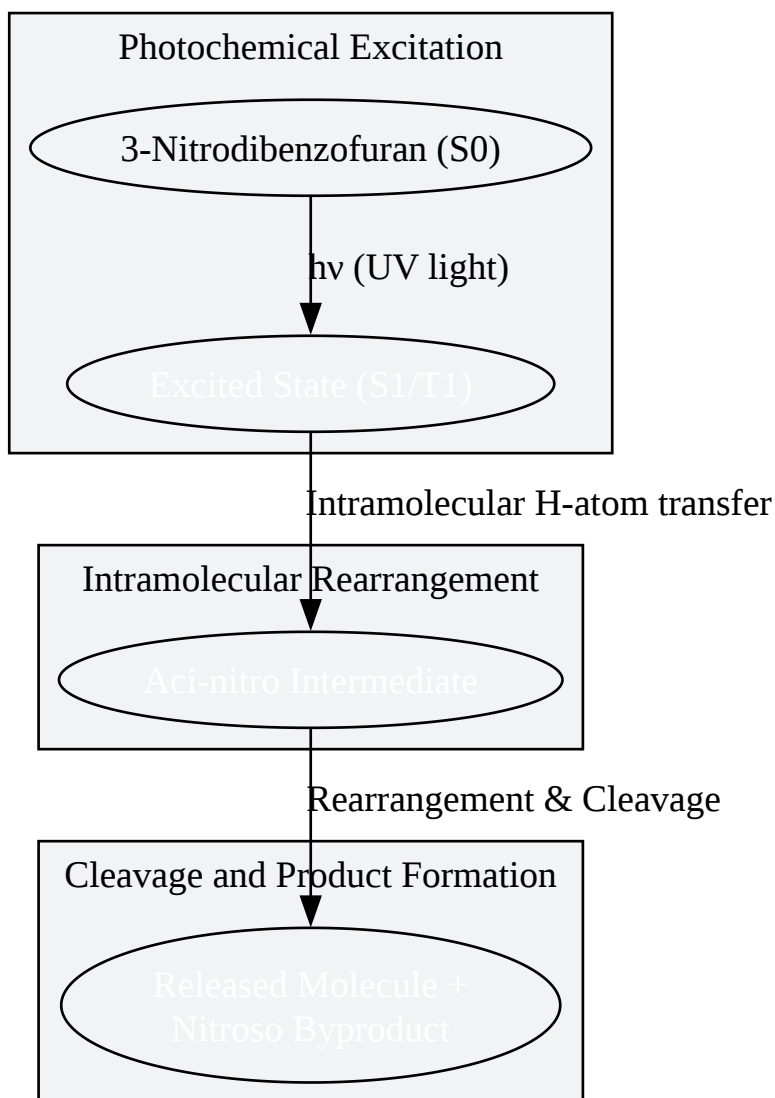 Photochemical Excitation
3-Nitrodibenzofuran (S0)
hν (UV light)
Excited State (S1/T1)
Intramolecular H-atom transfer
Intramolecular Rearrangement
Aci-nitro Intermediate
Rearrangement & Cleavage
Cleavage and Product Formation
Released Molecule +
Nitroso Byproduct